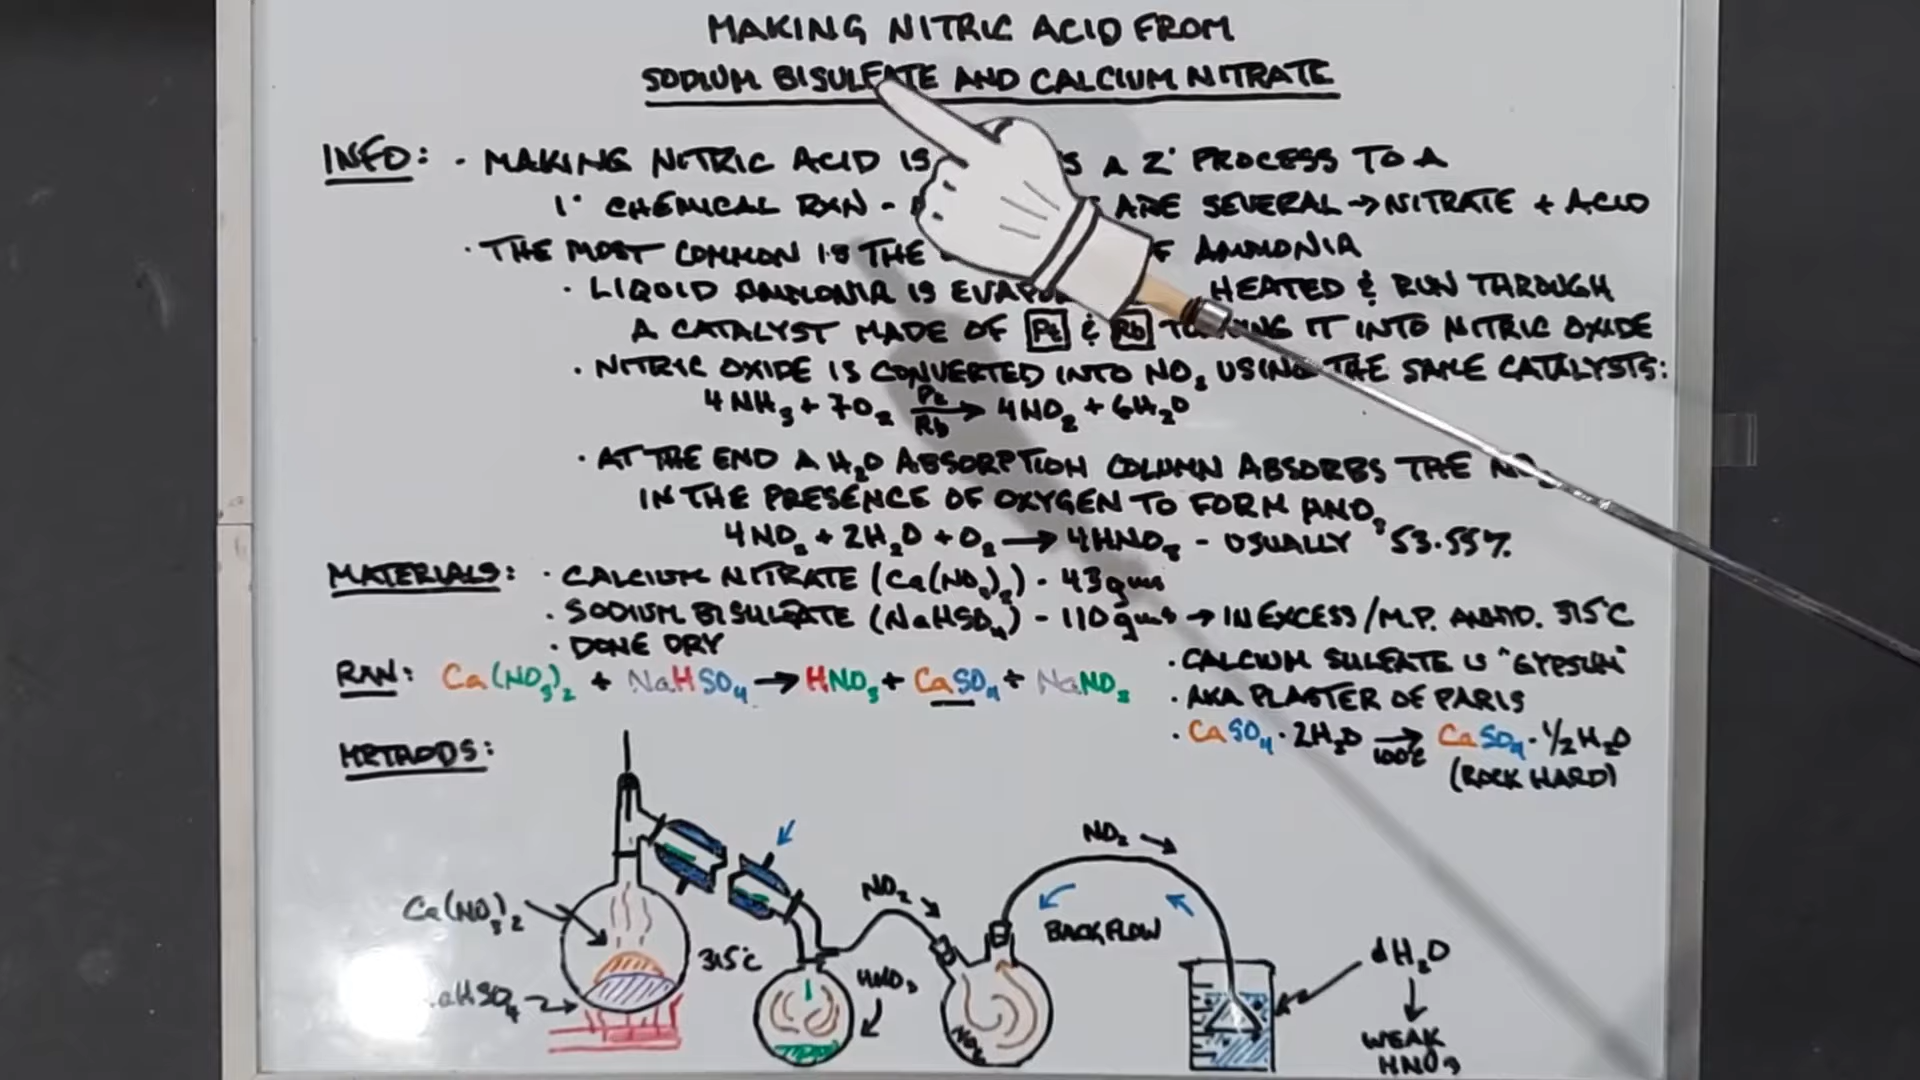 MAKING NITRIC ACID FROM
SODIUM BISULFATE AND CALCIUM NITRATE
INFO: · MAKING NITRIC ACID IS A 2° PROCESS TO A
1° CHEMICAL RXN - ARE SEVERAL → NITRATE + ACID
· THE MOST COMMON IS THE AMMONIA
· LIQUID AMMONIA IS HEATED & RUN THROUGH
A CATALYST MADE OF Pt & Rb IT INTO NITRIC OXIDE
· NITRIC OXIDE IS CONVERTED INTO NO₂ USING THE SAME CATALYSTS:
4NH₃ + 7O₂ Pt → Rb 4NO₂ + 6H₂O
· AT THE END A H₂O ABSORPTION COLUMN ABSORBS THE NO₂
IN THE PRESENCE OF OXYGEN TO FORM HNO₃
4NO₂ + 2H₂O + O₂ → 4HNO₃ - USUALLY 53.55%
MATERIALS: · CALCIUM NITRATE (Ca(NO₃)₂) - 43gms
· SODIUM BISULFATE (NaHSO₄) - 110gms → IN EXCESS/M.P. ANHYD. 315°C
· DONE DRY
RXN: Ca(NO₃)₂ + NaHSO₄ → HNO₃ + CaSO₄ + NaNO₃
· CALCIUM SULFATE IS "GYPSUM"
· AKA PLASTER OF PARIS
· CaSO₄·2H₂O → 100°C CaSO₄·1/2H₂O
(ROCK HARD)
METHODS:
Ca(NO₃)₂
315°C
HNO₃
NO₂
NO₂
NO₂ →
BACKFLOW
dH₂O
↓
WEAK
HNO₃